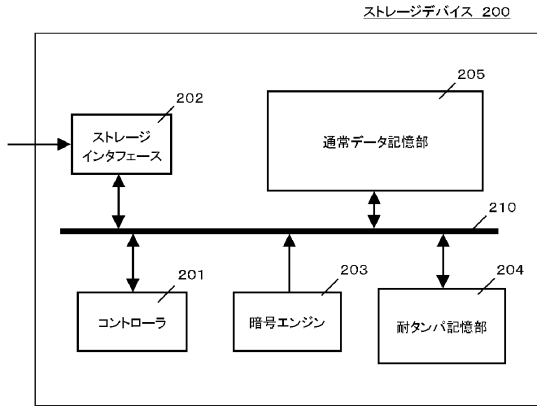 ストレージデバイス 200
202
ストレージ
インタフェース
205
通常データ記憶部
210
201
コントローラ
203
暗号エンジン
204
耐タンパ記憶部